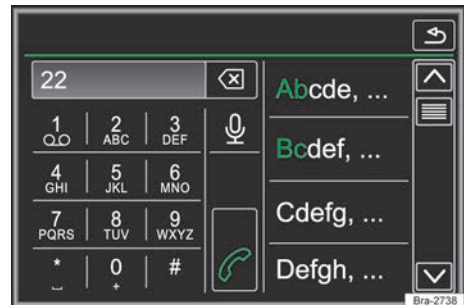 22
Abcde, ...
1 2 ABC 3 DEF
Bcdef, ...
4 GHI 5 JKL 6 MNO
7 PQRS 8 TUV 9 WXYZ
Cdefg, ...
* 0 + #
Defgh, ...
Bra-2738